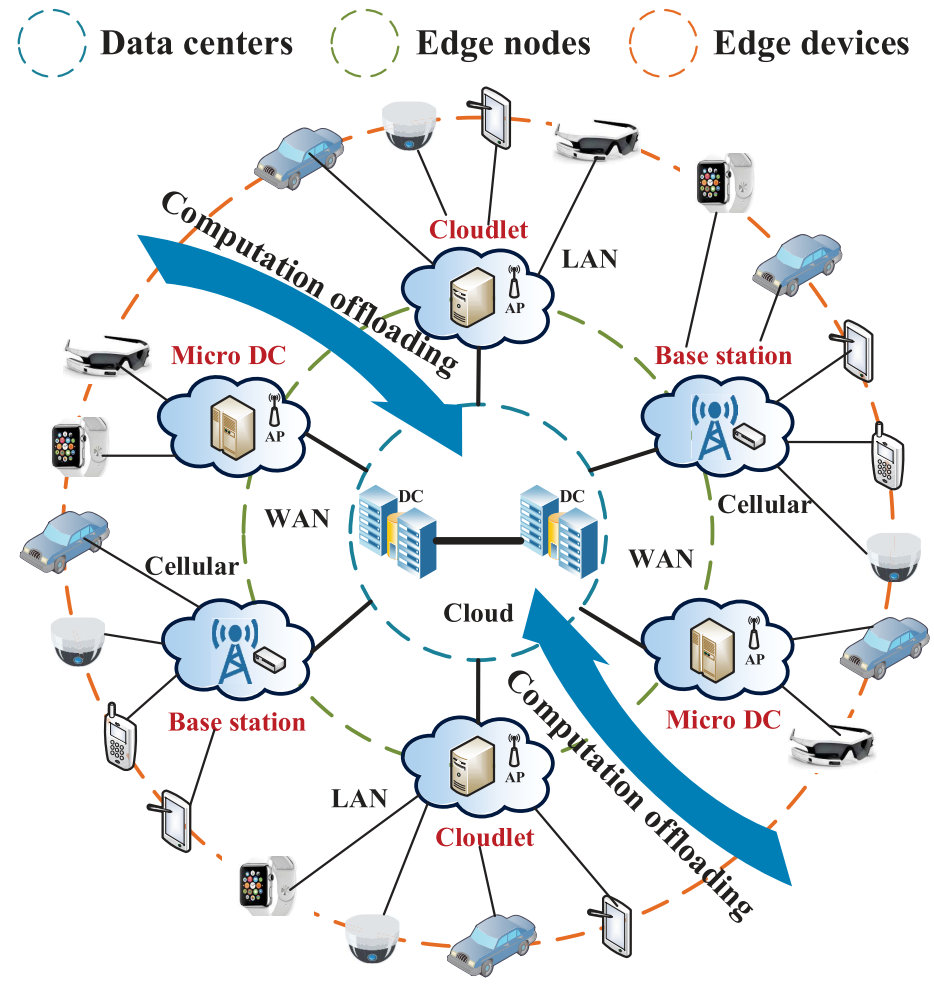 Data centers
Edge nodes
Edge devices
Computation offloading
Cloudlet
LAN
AP
Micro DC
AP
Base station
Cellular
WAN
DC
DC
WAN
Cloud
Cellular
Base station
AP
Micro DC
Computation offloading
AP
LAN
Cloudlet